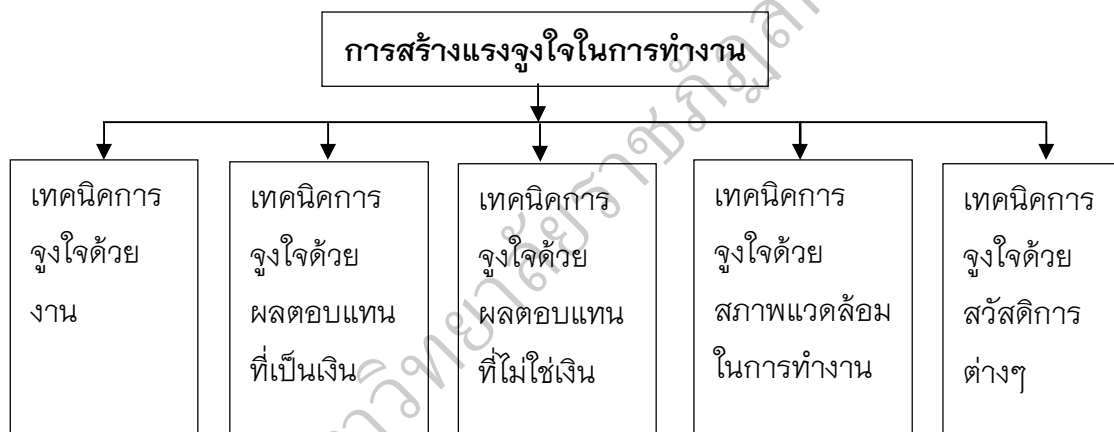 การสร้างแรงจูงใจในการทำงาน
เทคนิคการ
จูงใจด้วย
งาน
เทคนิคการ
จูงใจด้วย
ผลตอบแทน
ที่เป็นเงิน
เทคนิคการ
จูงใจด้วย
ผลตอบแทน
ที่ไม่ใช่เงิน
เทคนิคการ
จูงใจด้วย
สภาพแวดล้อม
ในการทำงาน
เทคนิคการ
จูงใจด้วย
สวัสดิการ
ต่างๆ